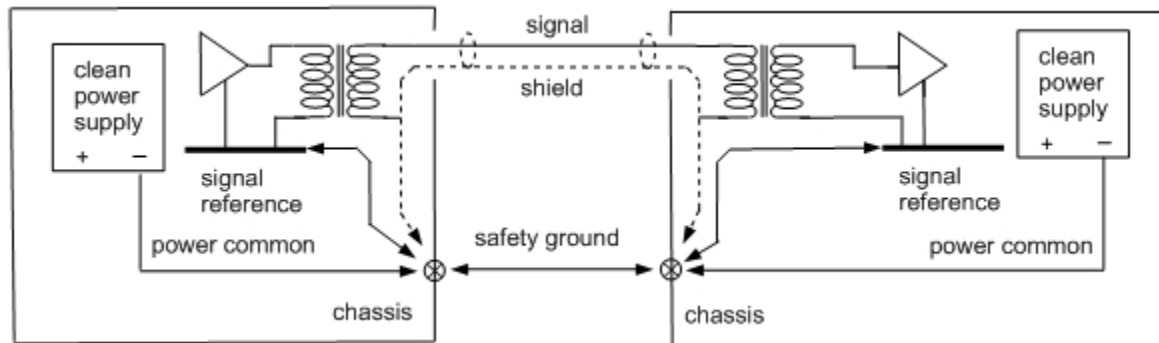 signal
clean
power
supply
+ −
shield
clean
power
supply
+ −
signal
reference
signal
reference
power common
safety ground
power common
chassis
chassis